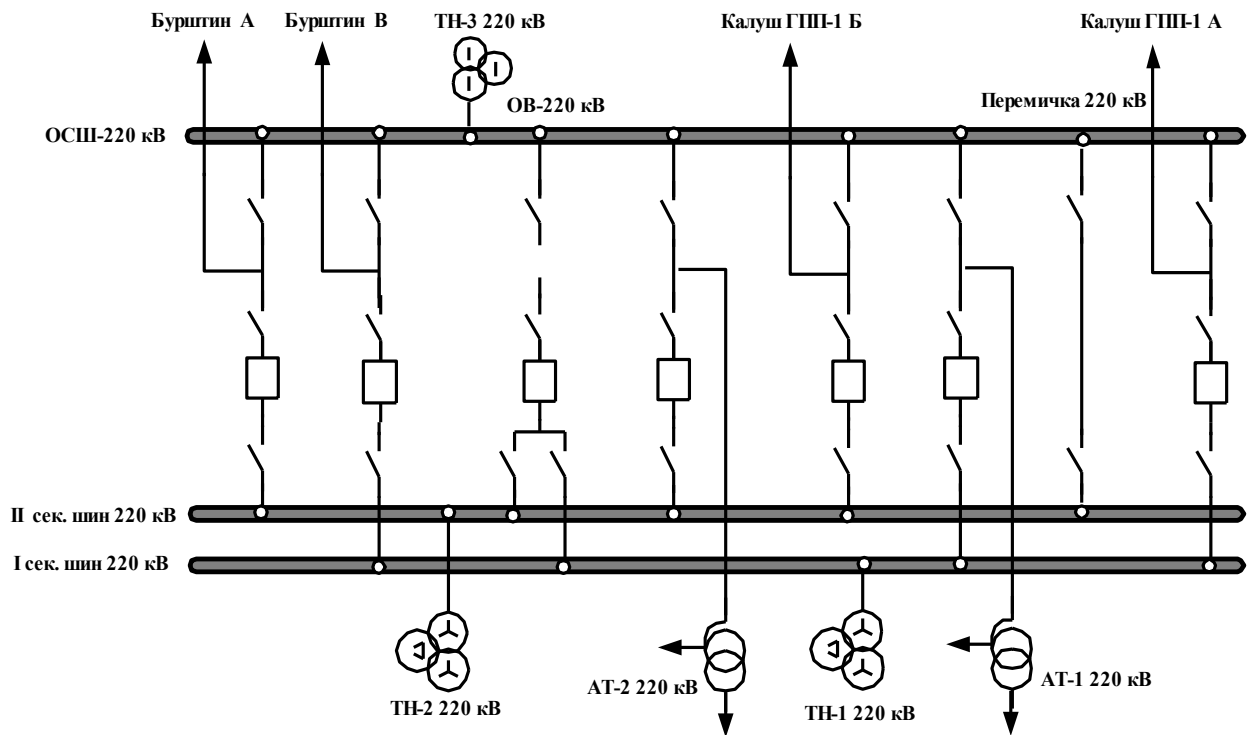 Бурштин А
Бурштин В
ТН-3 220 кВ
Калуш ГПП-1 Б
Калуш ГПП-1 А
ОВ-220 кВ
Перемичка 220 кВ
ОСШ-220 кВ
II сек. шин 220 кВ
I сек. шин 220 кВ
АТ-2 220 кВ
АТ-1 220 кВ
ТН-2 220 кВ
ТН-1 220 кВ